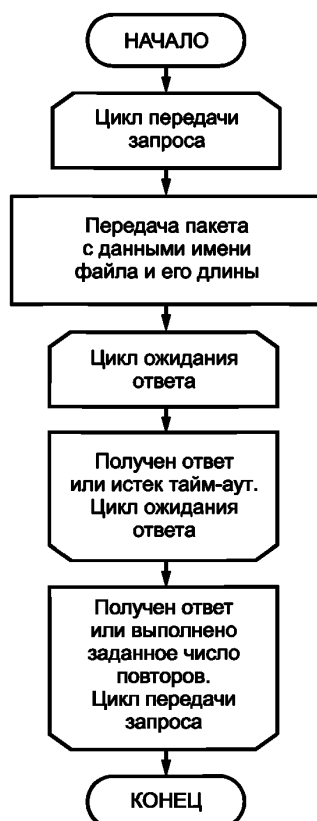 НАЧАЛО
Цикл передачи
запроса
Передача пакета
с данными имени
файла и его длины
Цикл ожидания
ответа
Получен ответ
или истек тайм-аут.
Цикл ожидания
ответа
Получен ответ
или выполнено
заданное число
повторов.
Цикл передачи
запроса
КОНЕЦ